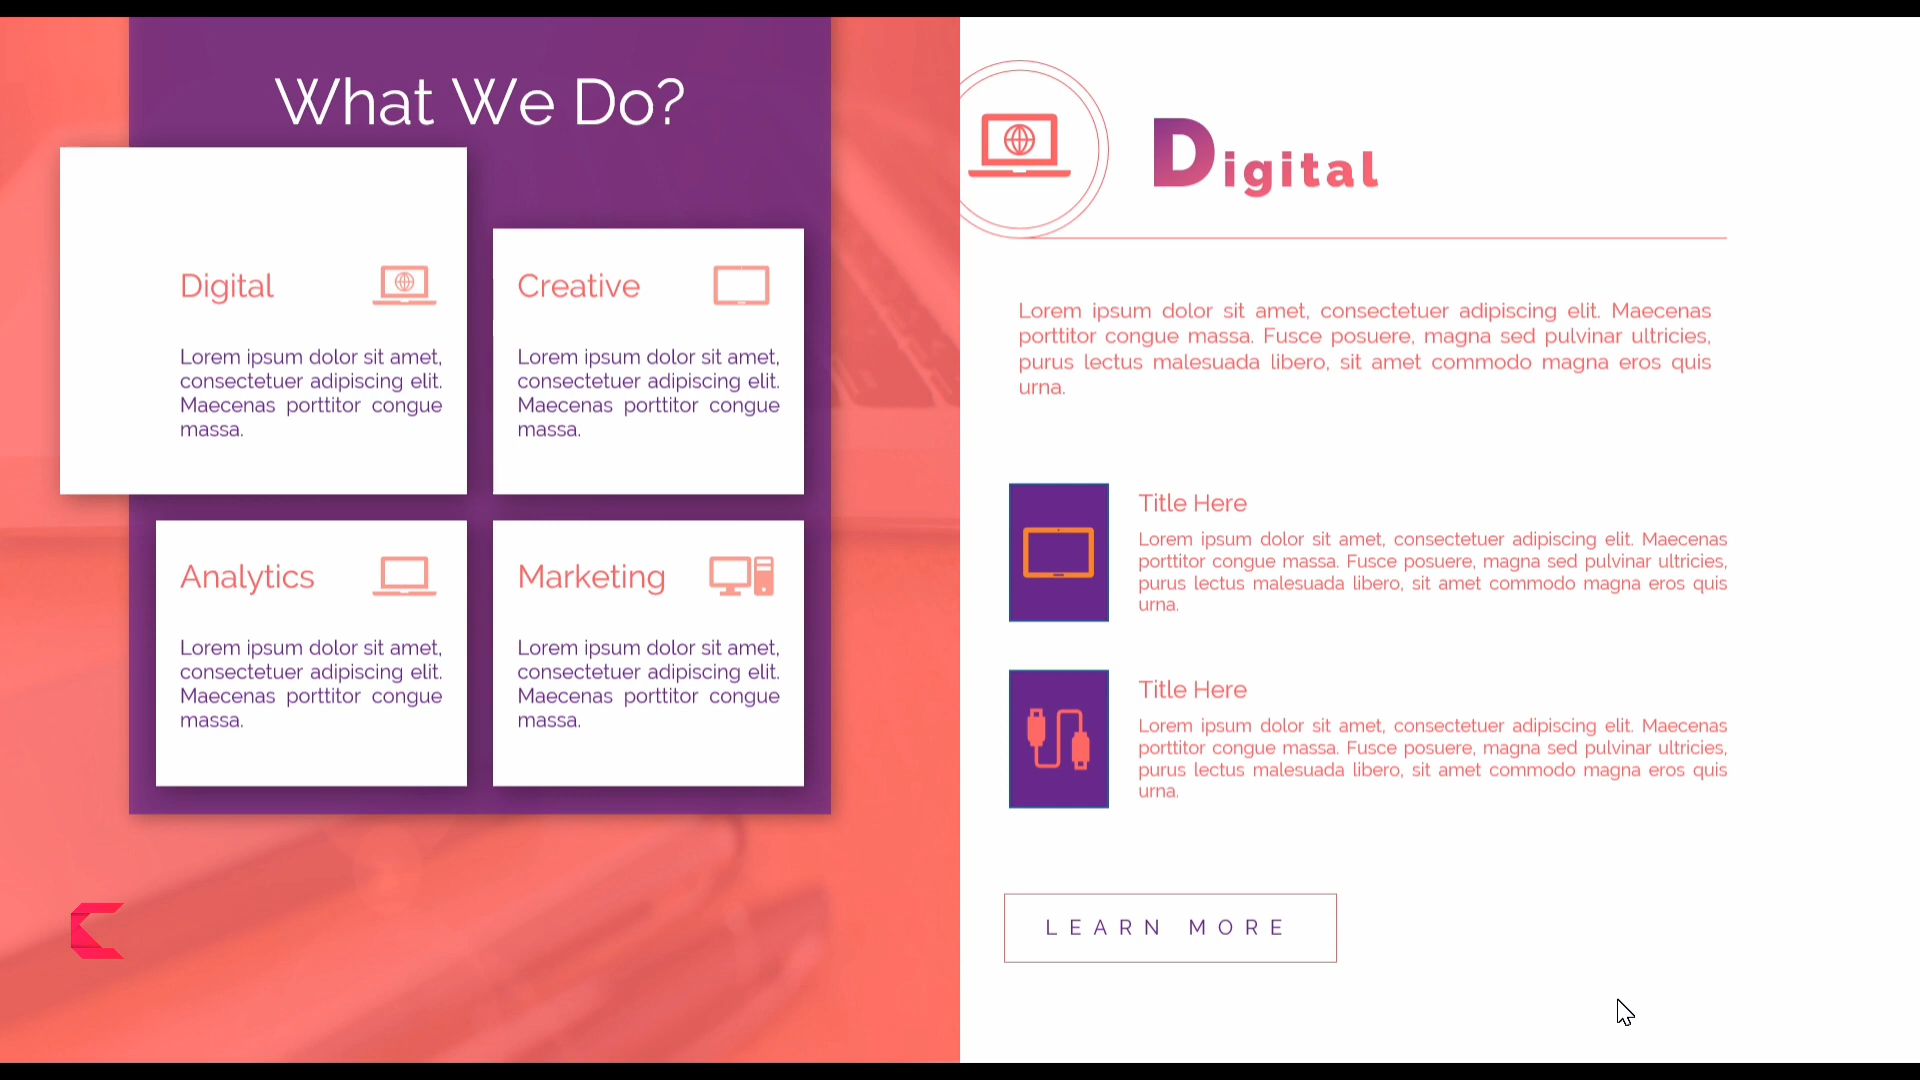 What We Do?
Digital
Lorem ipsum dolor sit amet,
consectetuer adipiscing elit.
Maecenas porttitor congue
massa.
Creative
Lorem ipsum dolor sit amet,
consectetuer adipiscing elit.
Maecenas porttitor congue
massa.
Analytics
Lorem ipsum dolor sit amet,
consectetuer adipiscing elit.
Maecenas porttitor congue
massa.
Marketing
Lorem ipsum dolor sit amet,
consectetuer adipiscing elit.
Maecenas porttitor congue
massa.
Digital
Lorem ipsum dolor sit amet, consectetuer adipiscing elit. Maecenas
porttitor congue massa. Fusce posuere, magna sed pulvinar ultricies,
purus lectus malesuada libero, sit amet commodo magna eros quis
urna.
Title Here
Lorem ipsum dolor sit amet, consectetuer adipiscing elit. Maecenas
porttitor congue massa. Fusce posuere, magna sed pulvinar ultricies,
purus lectus malesuada libero, sit amet commodo magna eros quis
urna.
Title Here
Lorem ipsum dolor sit amet, consectetuer adipiscing elit. Maecenas
porttitor congue massa. Fusce posuere, magna sed pulvinar ultricies,
purus lectus malesuada libero, sit amet commodo magna eros quis
urna.
LEARN MORE